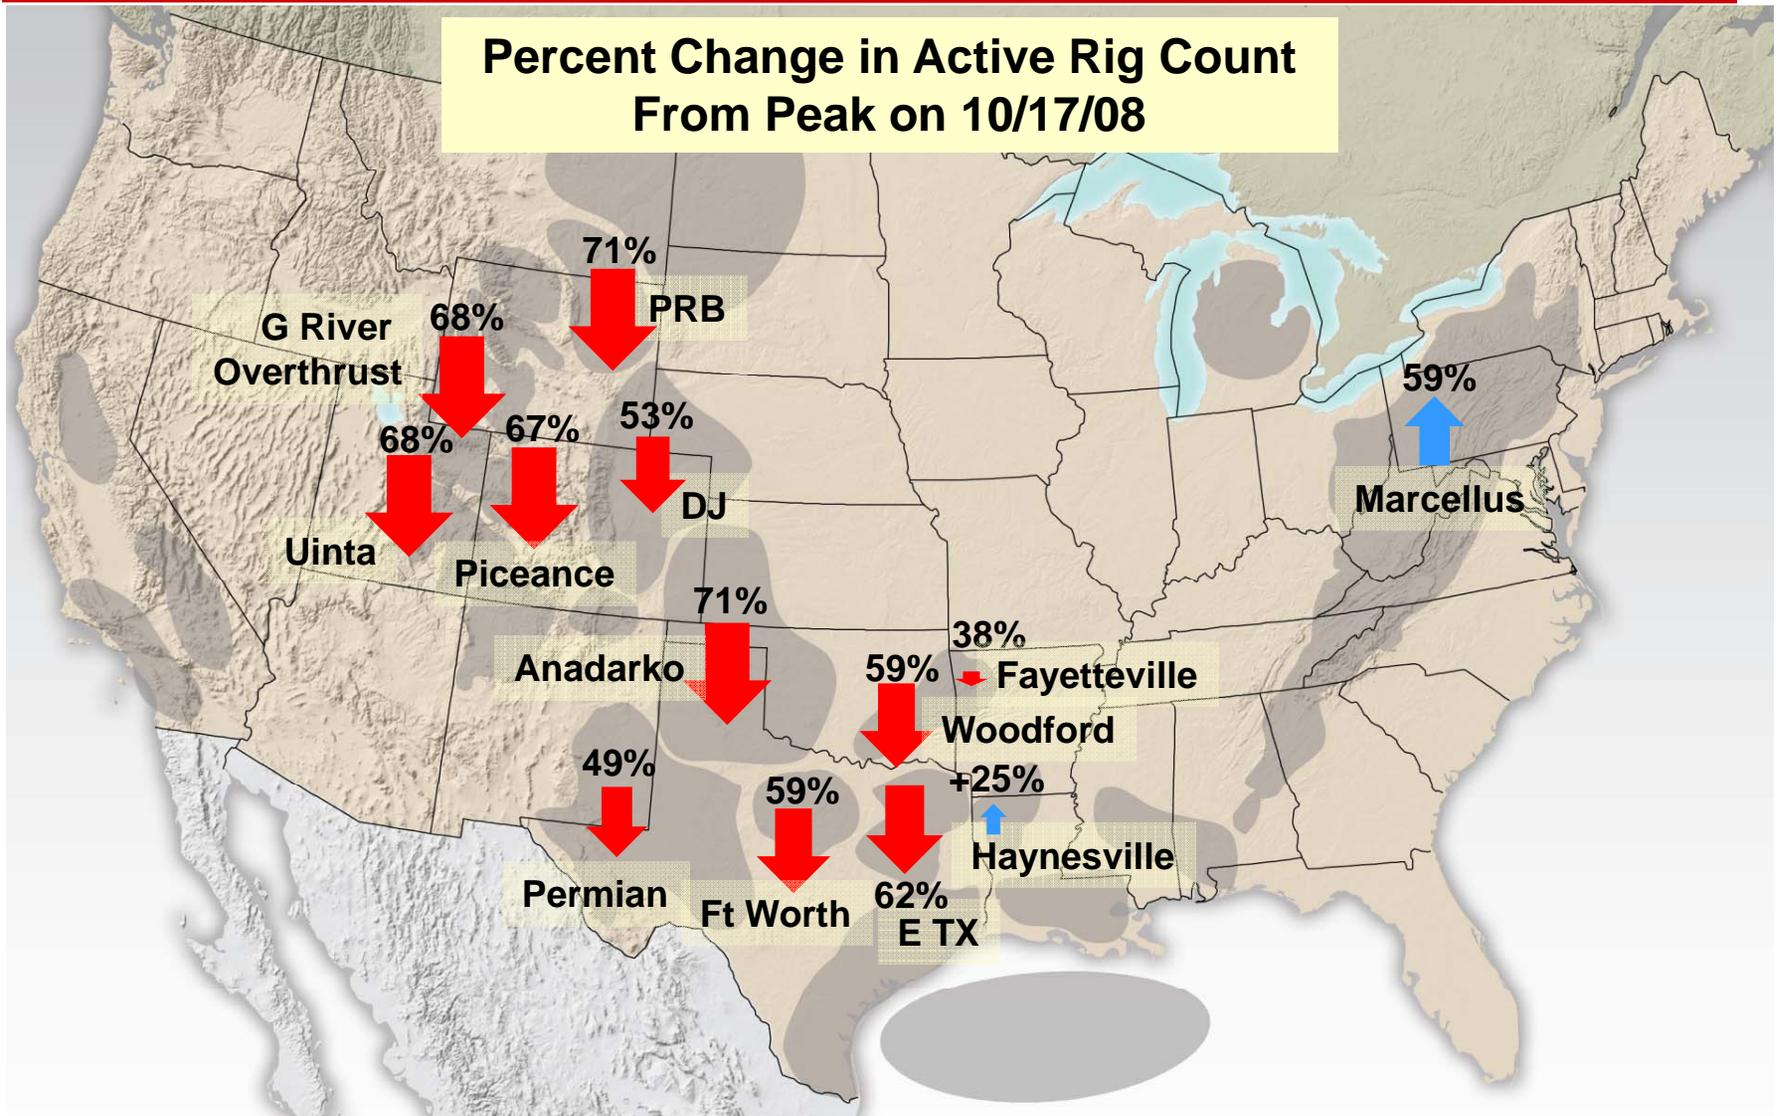 Percent Change in Active Rig Count
From Peak on 10/17/08
71%
PRB
G River
Overthrust
68%
68%
Uinta
67%
Piceance
53%
DJ
59%
Marcellus
71%
Anadarko
38%
Fayetteville
59%
Woodford
49%
Permian
59%
Ft Worth
62%
E TX
+25%
Haynesville